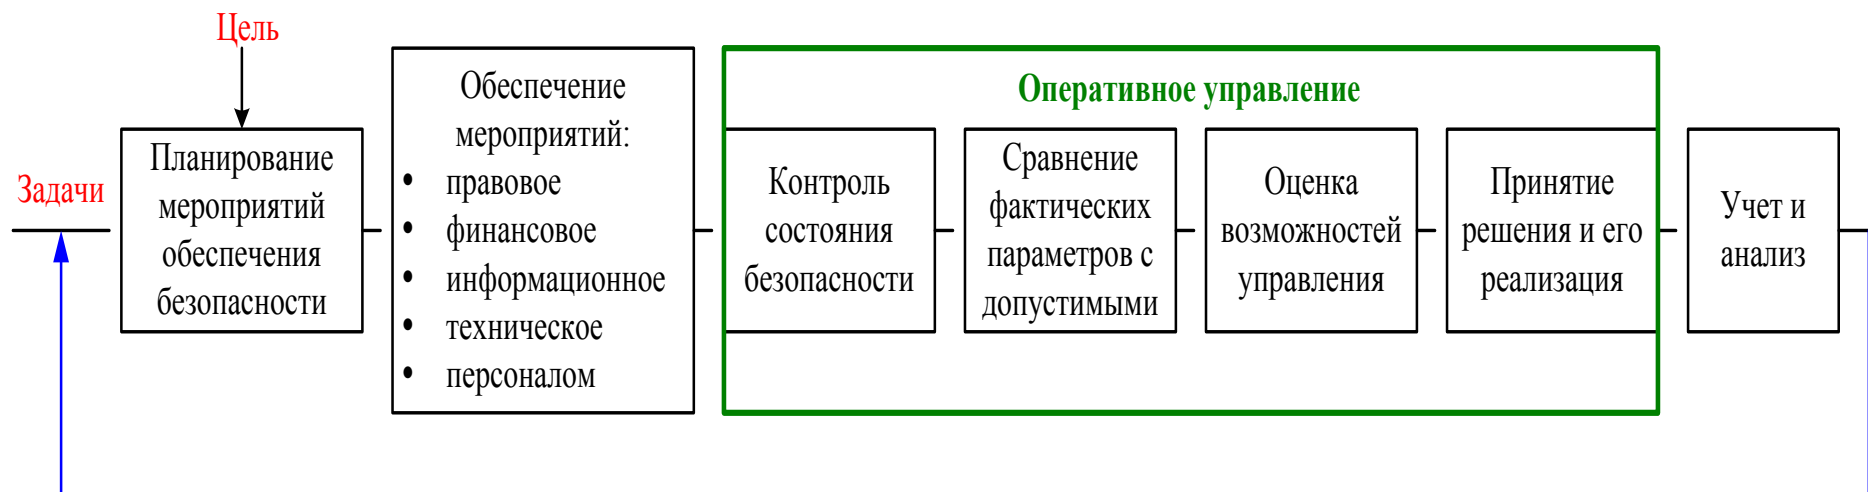 Цель
Задачи
Планирование
мероприятий
обеспечения
безопасности
Обеспечение
мероприятий:
• правовое
• финансовое
• информационное
• техническое
• персоналом
Оперативное управление
Контроль
состояния
безопасности
Сравнение
фактических
параметров с
допустимыми
Оценка
возможностей
управления
Принятие
решения и его
реализация
Учет и
анализ